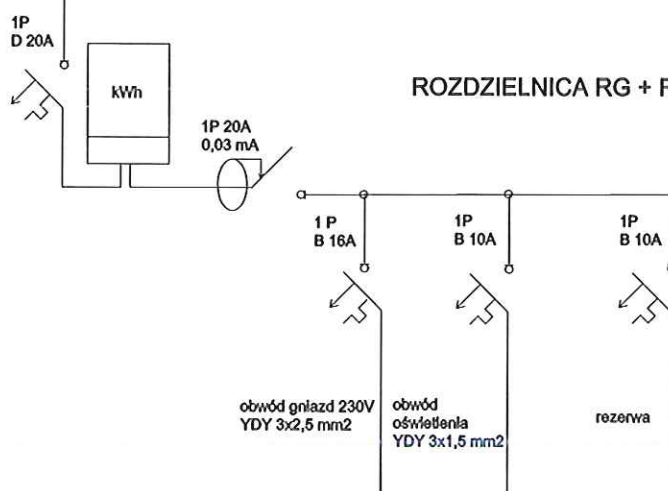 1P
D 20A
kWh
ROZDZIELNICA RG + R
1P 20A
0,03 mA
1 P
B 16A
1P
B 10A
1P
B 10A
obwód gniazd 230V
YDY 3x2,5 mm2
obwód
oświetlenia
YDY 3x1,5 mm2
rezerwa